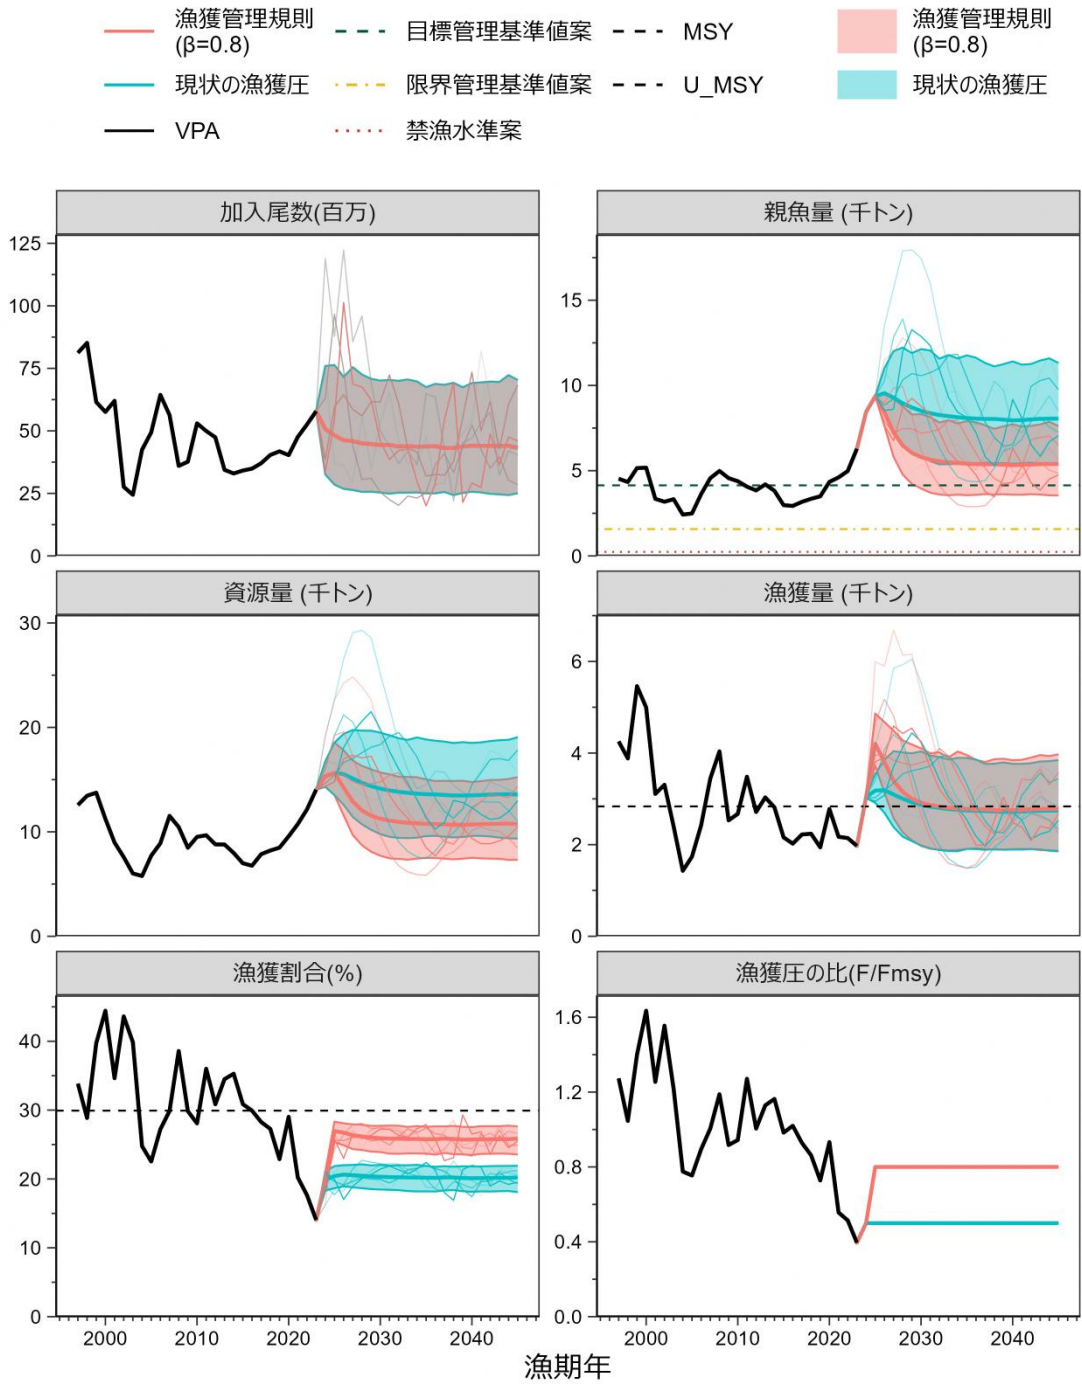 漁獲管理規則
(β=0.8)
目標管理基準値案
MSY
漁獲管理規則
(β=0.8)
現状の漁獲圧
限界管理基準値案
U_MSY
現状の漁獲圧
VPA
禁漁水準案
加入尾数(百万)
125
100
75
50
25
0
親魚量 (千トン)
15
10
5
0
資源量 (千トン)
30
20
10
0
漁獲量 (千トン)
6
4
2
0
漁獲割合(%)
40
30
20
10
0
2000 2010 2020 2030 2040
漁獲圧の比(F/Fmsy)
1.6
1.2
0.8
0.4
0.0
2000 2010 2020 2030 2040
漁期年